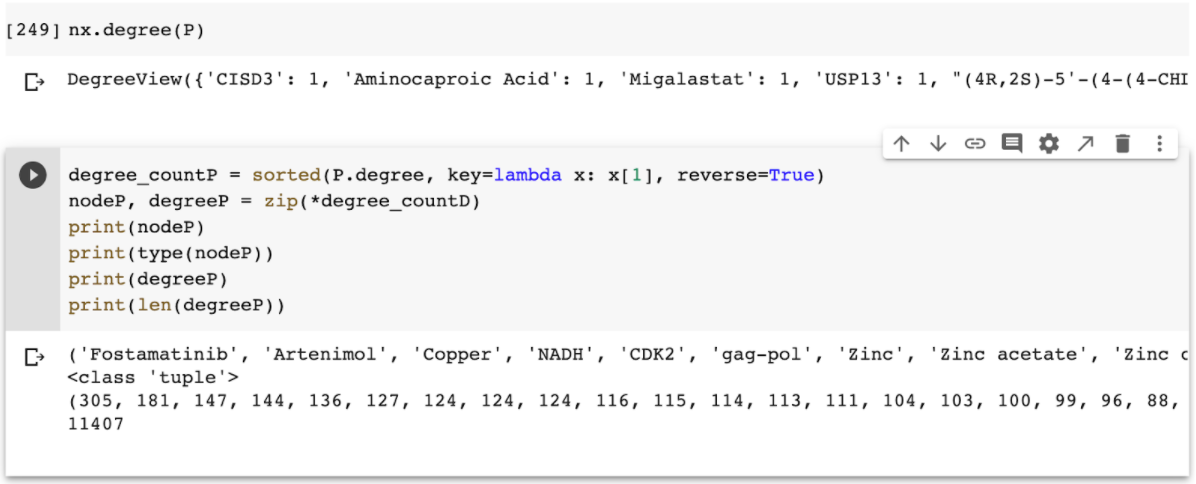 [249] nx.degree(P)
DegreeView({'CISD3': 1, 'Aminocaproic Acid': 1, 'Migalastat': 1, 'USP13': 1, "(4R,2S)-5'-(4-(4-CHI
degree_countP = sorted(P.degree, key=lambda x: x[1], reverse=True)
nodeP, degreeP = zip(*degree_countD)
print(nodeP)
print(type(nodeP))
print(degreeP)
print(len(degreeP))
('Fostamatinib', 'Artenimol', 'Copper', 'NADH', 'CDK2', 'gag-pol', 'Zinc', 'Zinc acetate', 'Zinc c
<class 'tuple'>
(305, 181, 147, 144, 136, 127, 124, 124, 124, 116, 115, 114, 113, 111, 104, 103, 100, 99, 96, 88,
11407